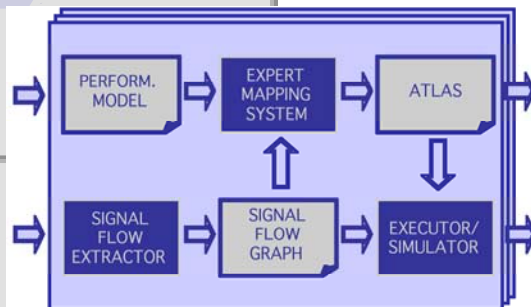 PERFORM.
MODEL
EXPERT
MAPPING
SYSTEM
ATLAS
SIGNAL
FLOW
EXTRACTOR
SIGNAL
FLOW
GRAPH
EXECUTOR/
SIMULATOR